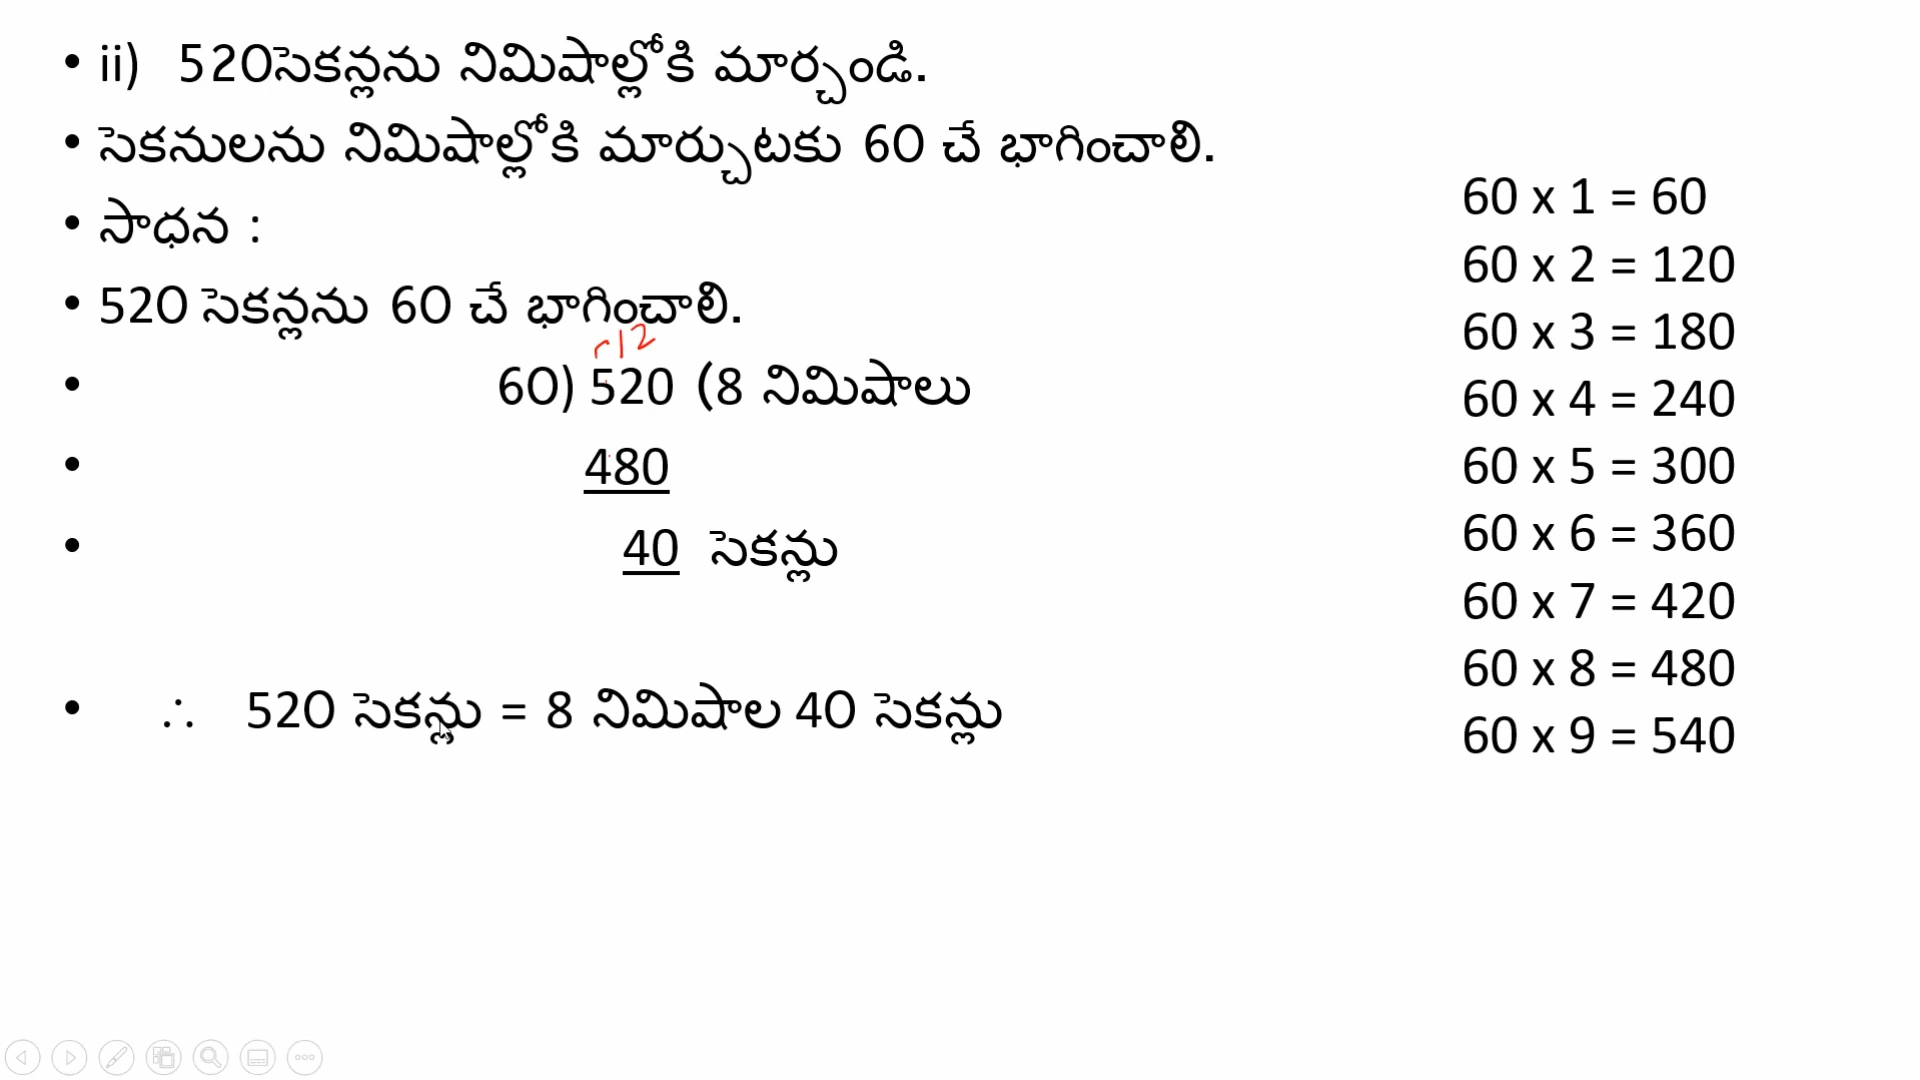 • ii) 520సెకన్లను నిమిషాల్లోకి మార్చండి.
• సెకనులను నిమిషాల్లోకి మార్చుటకు 60 చే భాగించాలి.
• సాధన :
• 520 సెకన్లను 60 చే భాగించాలి.
12
• 60) 520 (8 నిమిషాలు
• 480
• 40 సెకన్లు
• ∴ 520 సెకన్లు = 8 నిమిషాల 40 సెకన్లు
60 x 1 = 60
60 x 2 = 120
60 x 3 = 180
60 x 4 = 240
60 x 5 = 300
60 x 6 = 360
60 x 7 = 420
60 x 8 = 480
60 x 9 = 540